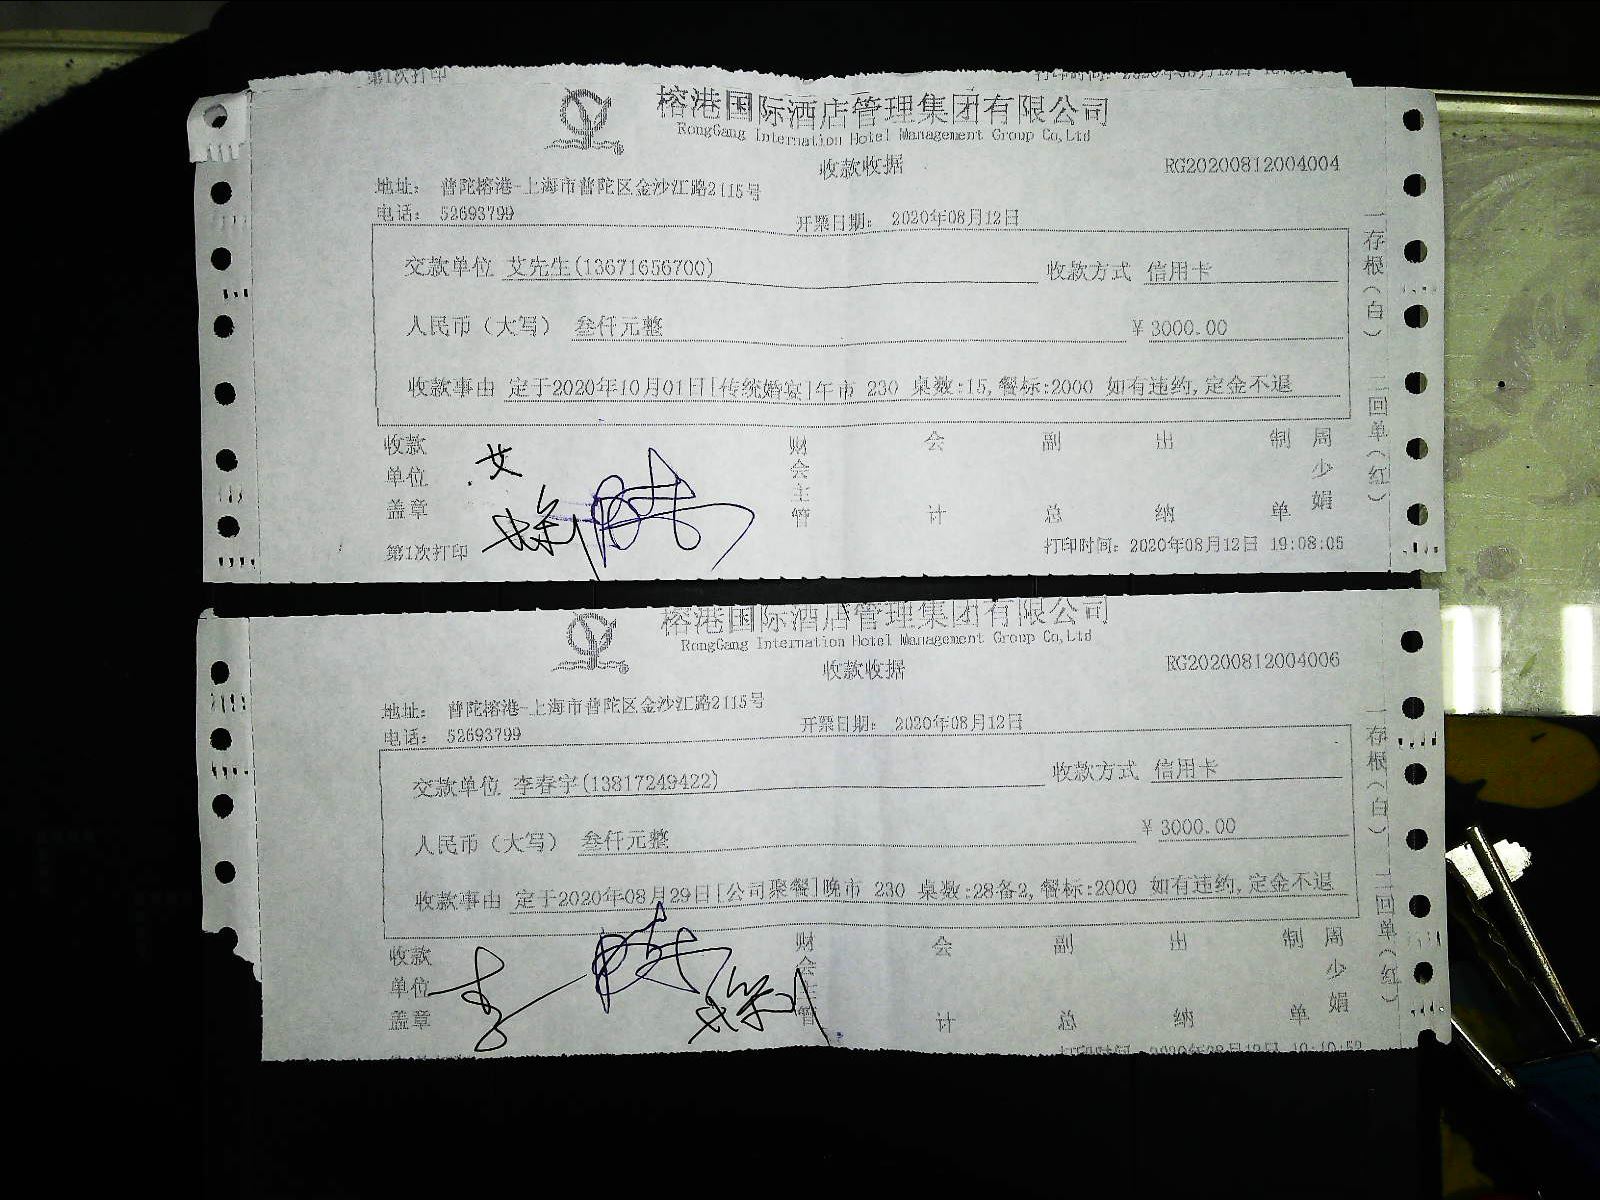 第1次打印
榕港国际酒店管理集团有限公司
RongGang Internation Hotel Management Group Co,Ltd
收款收据 RG20200812004004
地址： 普陀榕港-上海市普陀区金沙江路2115号
电话： 52693799 开票日期： 2020年08月12日
交款单位 艾先生(13671656700) 收款方式 信用卡
人民币（大写） 叁仟元整 ￥3000.00
收款事由 定于2020年10月01日[传统婚宴]午市 230 桌数:15,餐标:2000 如有违约,定金不退
收款单位盖章 财会主管 会计 副总 出纳 制单 周少娟
艾
第1次打印 打印时间： 2020年08月12日 19:08:05
一存根（白） 二回单（红）
榕港国际酒店管理集团有限公司
RongGang Internation Hotel Management Group Co,Ltd
收款收据 RG20200812004006
地址： 普陀榕港-上海市普陀区金沙江路2115号
电话： 52693799 开票日期： 2020年08月12日
交款单位 李春宇(13817249422) 收款方式 信用卡
人民币（大写） 叁仟元整 ￥3000.00
收款事由 定于2020年08月29日[公司聚餐]晚市 230 桌数:28备2,餐标:2000 如有违约,定金不退
收款单位盖章 财会主管 会计 副总 出纳 制单 周少娟
李
一存根（白） 二回单（红）